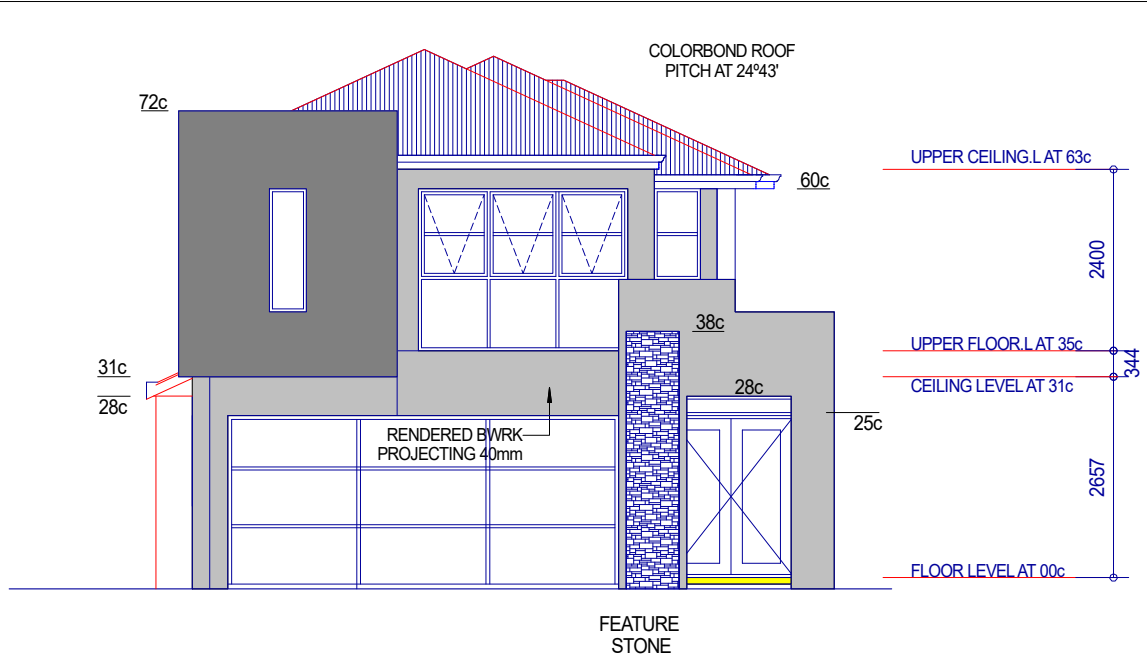 COLORBOND ROOF
PITCH AT 24º43'
72c
UPPER CEILING.L AT 63c
60c
2400
38c
UPPER FLOOR.L AT 35c
344
31c
CEILING LEVEL AT 31c
28c
28c
25c
RENDERED BWRK
PROJECTING 40mm
2657
FLOOR LEVEL AT 00c
FEATURE
STONE